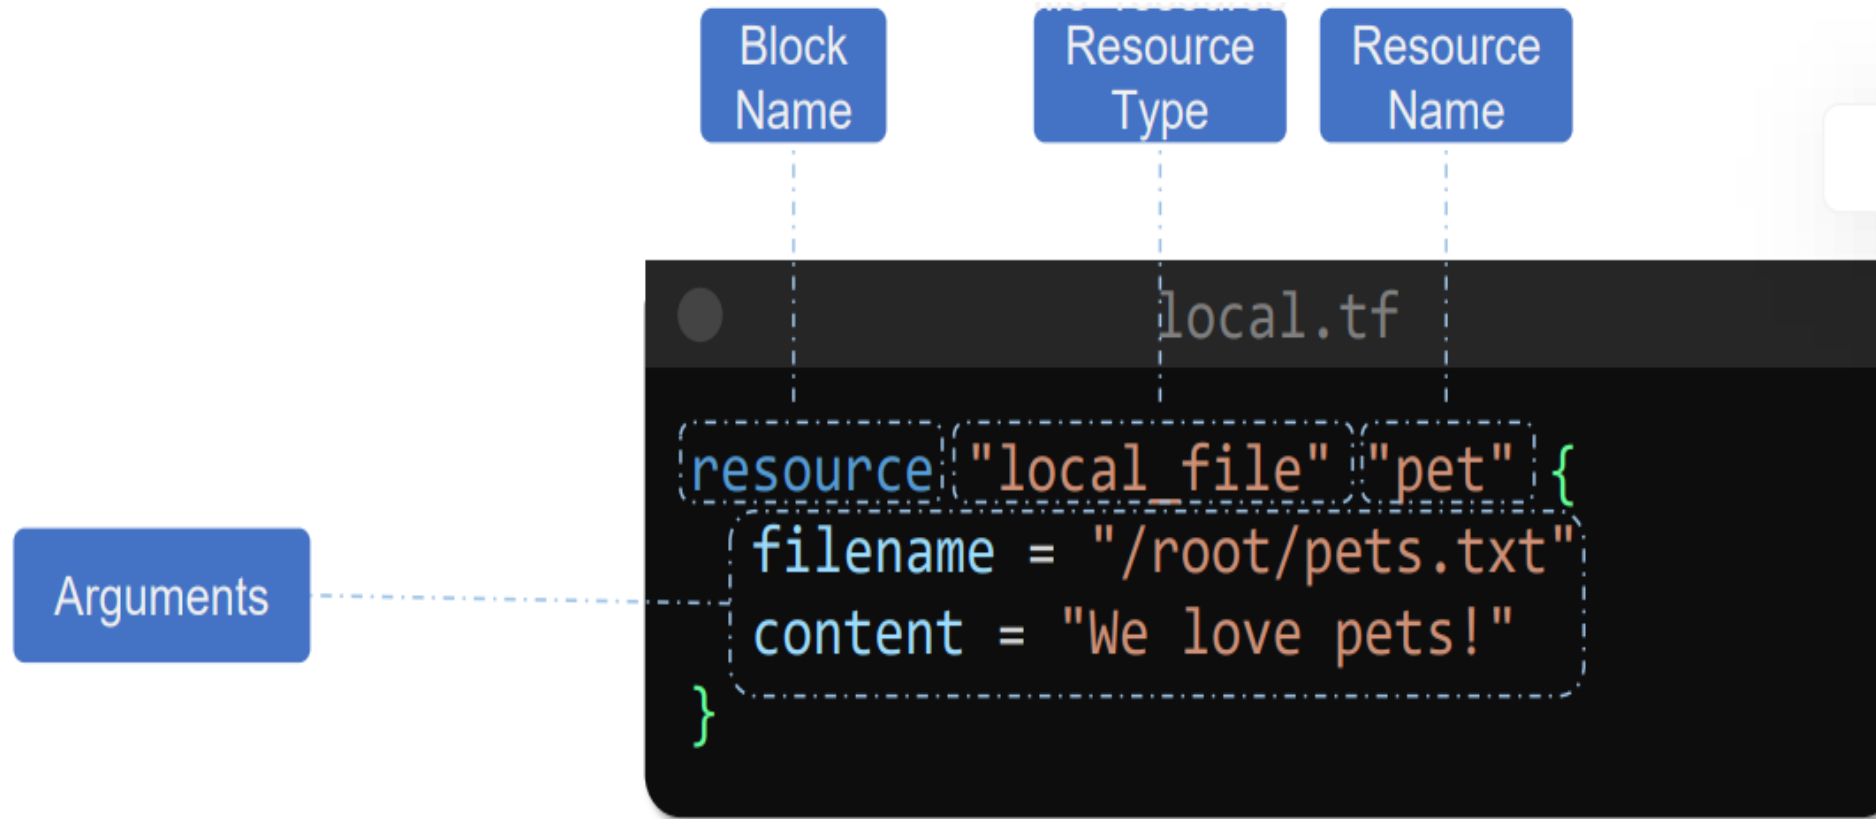 Block
Name
Resource
Type
Resource
Name
local.tf
resource "local_file" "pet" {
filename = "/root/pets.txt"
Arguments
content = "We love pets!"
}